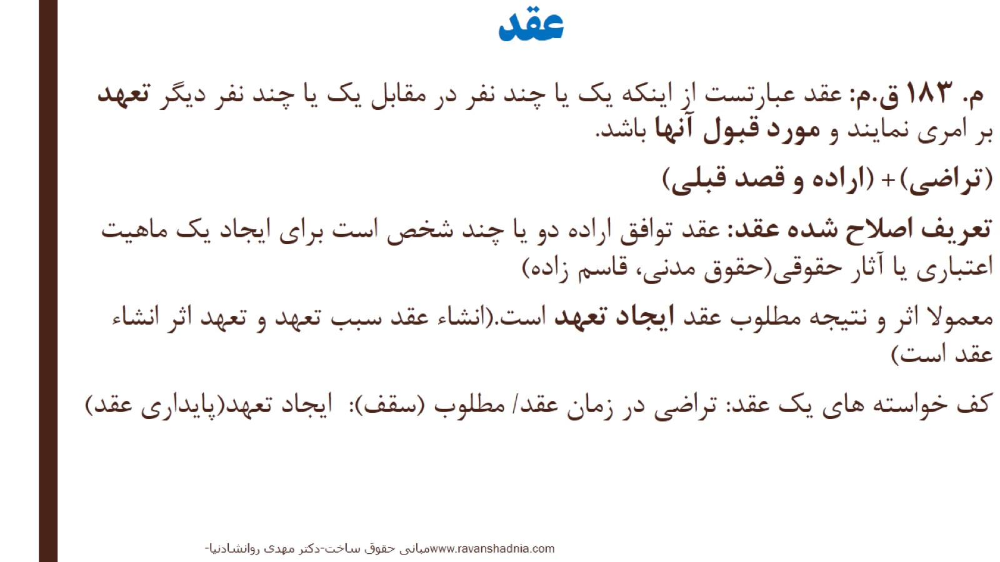 عقد
م. ۱۸۳ ق.م: عقد عبارتست از اینکه یک یا چند نفر در مقابل یک یا چند نفر دیگر تعهد
بر امری نمایند و مورد قبول آنها باشد.
(تراضی)+ (اراده و قصد قبلی)
تعریف اصلاح شده عقد: عقد توافق اراده دو یا چند شخص است برای ایجاد یک ماهیت
اعتباری یا آثار حقوقی(حقوق مدنی، قاسم زاده)
معمولا اثر و نتیجه مطلوب عقد ایجاد تعهد است.(انشاء عقد سبب تعهد و تعهد اثر انشاء
عقد است)
کف خواسته های یک عقد: تراضی در زمان عقد/ مطلوب (سقف): ایجاد تعهد(پایداری عقد)
www.ravanshadnia.comمبانی حقوق ساخت-دکتر مهدی روانشادنیا-